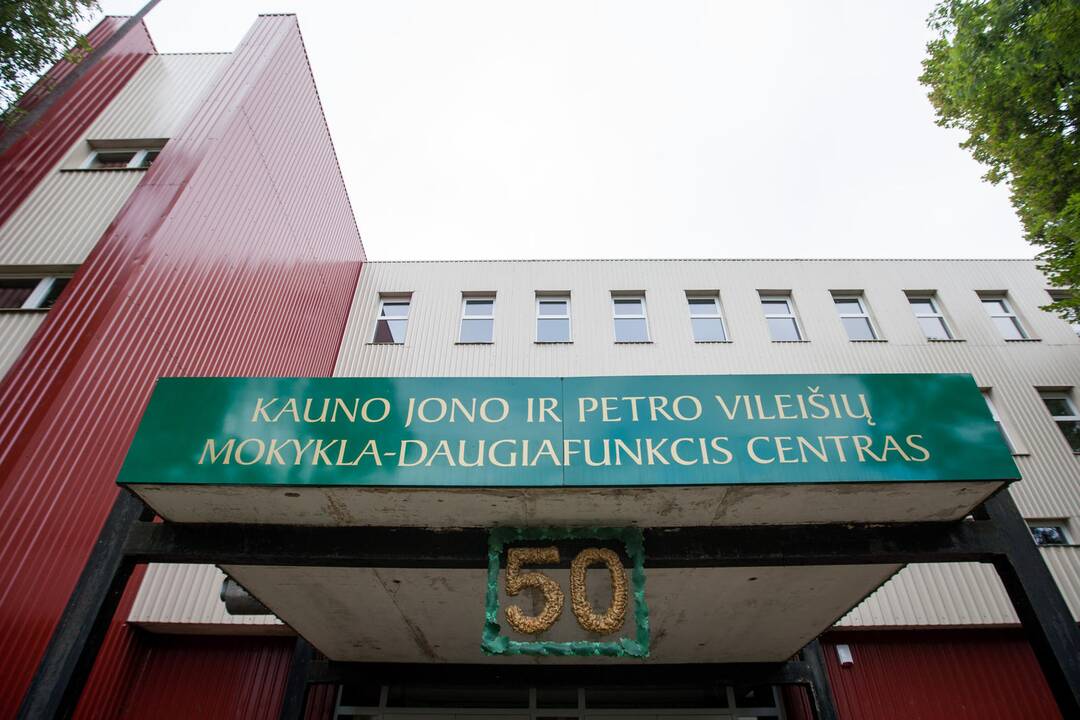 KAUNO JONO IR PETRO VILEIŠIŲ
MOKYKLA-DAUGIAFUNKCIS CENTRAS
50